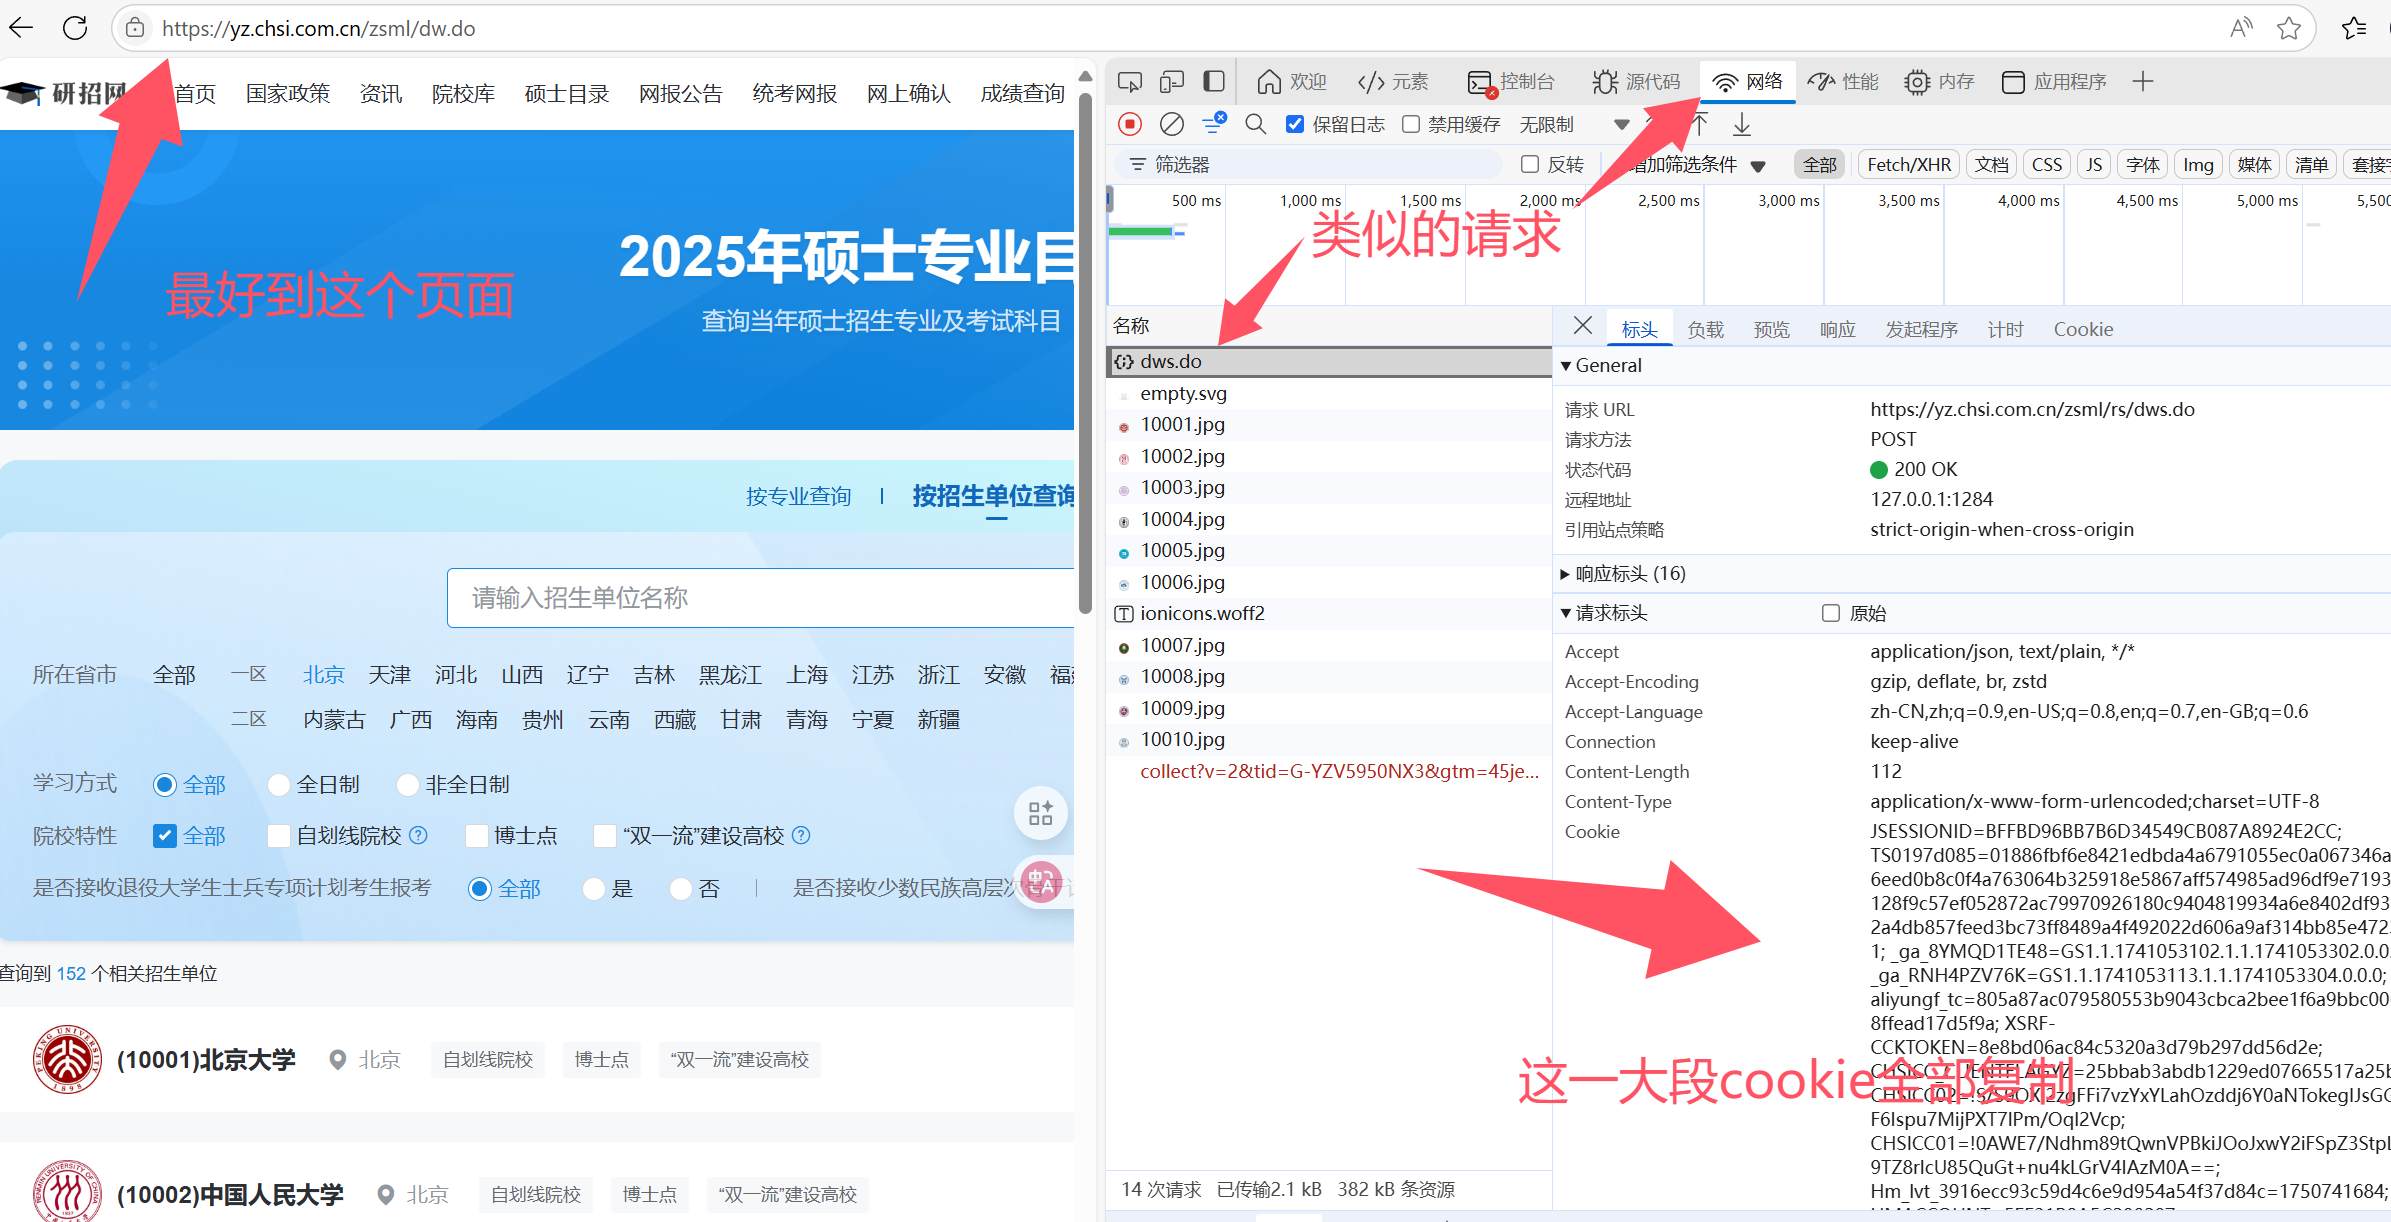 https://yz.chsi.com.cn/zsml/dw.do
研招网 首页 国家政策 资讯 院校库 硕士目录 网报公告 统考网报 网上确认 成绩查询
最好到这个页面
2025年硕士专业目
查询当年硕士招生专业及考试科目
按专业查询 按招生单位查询
请输入招生单位名称
所在省市 全部 一区 北京 天津 河北 山西 辽宁 吉林 黑龙江 上海 江苏 浙江 安徽
二区 内蒙古 广西 海南 贵州 云南 西藏 甘肃 青海 宁夏 新疆
学习方式 全部 全日制 非全日制
院校特性 全部 自划线院校 博士点 “双一流”建设高校
是否接收退役大学生士兵专项计划考生报考 全部 是 否 是否接收少数民族高层次
查询到 152 个相关招生单位
PEKING UNIVERSITY 1898
(10001)北京大学 北京 自划线院校 博士点 “双一流”建设高校
RENMIN UNIVERSITY OF CHINA
(10002)中国人民大学 北京 自划线院校 博士点 “双一流”建设高校
欢迎 </> 元素 控制台 源代码 网络 性能 内存 应用程序
保留日志 禁用缓存 无限制
筛选器 反转 增加筛选条件 全部 Fetch/XHR 文档 CSS JS 字体 Img 媒体 清单 套接字
500 ms 1,000 ms 1,500 ms 2,000 ms 2,500 ms 3,000 ms 3,500 ms 4,000 ms 4,500 ms 5,000 ms
类似的请求
名称
dws.do
empty.svg
10001.jpg
10002.jpg
10003.jpg
10004.jpg
10005.jpg
10006.jpg
ionicons.woff2
10007.jpg
10008.jpg
10009.jpg
10010.jpg
collect?v=2&tid=G-YZV5950NX3&gtm=45je...
14 次请求 已传输2.1 kB 382 kB 条资源
标头 负载 预览 响应 发起程序 计时 Cookie
General
请求 URL https://yz.chsi.com.cn/zsml/rs/dws.do
请求方法 POST
状态代码 200 OK
远程地址 127.0.0.1:1284
引用站点策略 strict-origin-when-cross-origin
响应标头 (16)
请求标头 原始
Accept application/json, text/plain, */*
Accept-Encoding gzip, deflate, br, zstd
Accept-Language zh-CN,zh;q=0.9,en-US;q=0.8,en;q=0.7,en-GB;q=0.6
Connection keep-alive
Content-Length 112
Content-Type application/x-www-form-urlencoded;charset=UTF-8
Cookie JSESSIONID=BFFBD96BB7B6D34549CB087A8924E2CC;
TS0197d085=01886fbf6e8421edbda4a6791055ec0a067346a
6eed0b8c0f4a763064b325918e5867aff574985ad96df9e7193
128f9c57ef052872ac79970926180c9404819934a6e8402df93
2a4db857feed3bc73ff8489a4f492022d606a9af314bb85e472
1; _ga_8YMQD1TE48=GS1.1.1741053102.1.1.1741053302.0.0.
_ga_RNH4PZV76K=GS1.1.1741053113.1.1.1741053304.0.0.0;
aliyungf_tc=805a87ac079580553b9043cbca2bee1f6a9bbc00
8ffead17d5f9a; XSRF-
CCKTOKEN=8e8bd06ac84c5320a3d79b297dd56d2e;
这一大段cookie全部复制
F6Ispu7MijPXT7IPm/Oql2Vcp;
CHSICC01=!0AWE7/Ndhm89tQwnVPBkiJOoJxwY2iFSpZ3Stpl
9TZ8rIcU85QuGt+nu4kLGrV4IAzM0A==;
Hm_lvt_3916ecc93c59d4c6e9d954a54f37d84c=1750741684;